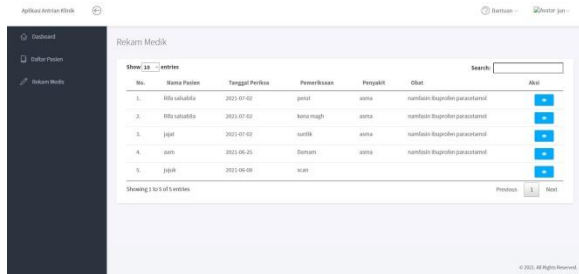 Aplikasi Antrian Klinik
Bantuan
Avatar jun
Dashboard
Daftar Pasien
Rekam Medis
Rekam Medik
Show 10 entries
Search:
No. Nama Pasien Tanggal Periksa Pemeriksaan Penyakit Obat Aksi
1. Rifa salsabila 2021-07-02 pensil asma namfasin ibuprofen paracetamol
2. Rifa salsabila 2021-07-02 kena magh asma namfasin ibuprofen paracetamol
3. jajat 2021-07-02 suntik asma namfasin ibuprofen paracetamol
4. aam 2021-06-25 Demam asma namfasin ibuprofen paracetamol
5. jujuk 2021-06-08 scan
Showing 1 to 5 of 5 entries
Previous 1 Next
© 2021. All Rights Reserved.